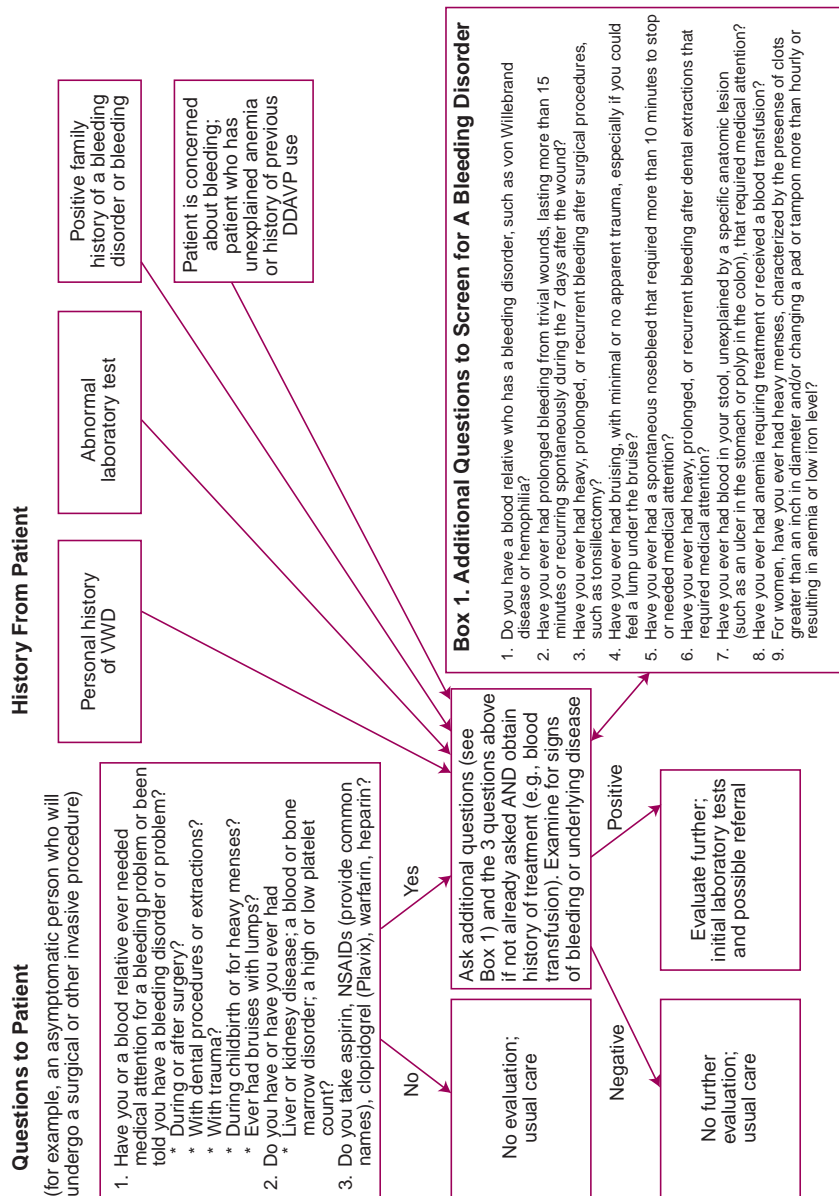 Questions to Patient
(for example, an asymptomatic person who will
undergo a surgical or other invasive procedure)
1. Have you or a blood relative ever needed
medical attention for a bleeding problem or been
told you have a bleeding disorder or problem?
* During or after surgery?
* With dental procedures or extractions?
* With trauma?
* During childbirth or for heavy menses?
* Ever had bruises with lumps?
2. Do you have or have you ever had
* Liver or kidney disease; a blood or bone
marrow disorder; a high or low platelet
count?
3. Do you take aspirin, NSAIDs (provide common
names), clopidogrel (Plavix), warfarin, heparin?
History From Patient
Personal history
of VWD
Abnormal
laboratory test
Positive family
history of a bleeding
disorder or bleeding
Patient is concerned
about bleeding;
patient who has
unexplained anemia
or history of previous
DDAVP use
No
Yes
No evaluation;
usual care
Ask additional questions (see
Box 1) and the 3 questions above
if not already asked AND obtain
history of treatment (e.g., blood
transfusion). Examine for signs
of bleeding or underlying disease
Negative
Positive
No further
evaluation;
usual care
Evaluate further;
initial laboratory tests
and possible referral
Box 1. Additional Questions to Screen for A Bleeding Disorder
1. Do you have a blood relative who has a bleeding disorder, such as von Willebrand
disease or hemophilia?
2. Have you ever had prolonged bleeding from trivial wounds, lasting more than 15
minutes or recurring spontaneously during the 7 days after the wound?
3. Have you ever had heavy, prolonged, or recurrent bleeding after surgical procedures,
such as tonsillectomy?
4. Have you ever had bruising, with minimal or no apparent trauma, especially if you could
feel a lump under the bruise?
5. Have you ever had a spontaneous nosebleed that required more than 10 minutes to stop
or needed medical attention?
6. Have you ever had heavy, prolonged, or recurrent bleeding after dental extractions that
required medical attention?
7. Have you ever had blood in your stool, unexplained by a specific anatomic lesion
(such as an ulcer in the stomach or polyp in the colon), that required medical attention?
8. Have you ever had anemia requiring treatment or received a blood transfusion?
9. For women, have you ever had heavy menses, characterized by the presence of clots
greater than an inch in diameter and/or changing a pad or tampon more than hourly or
resulting in anemia or low iron level?